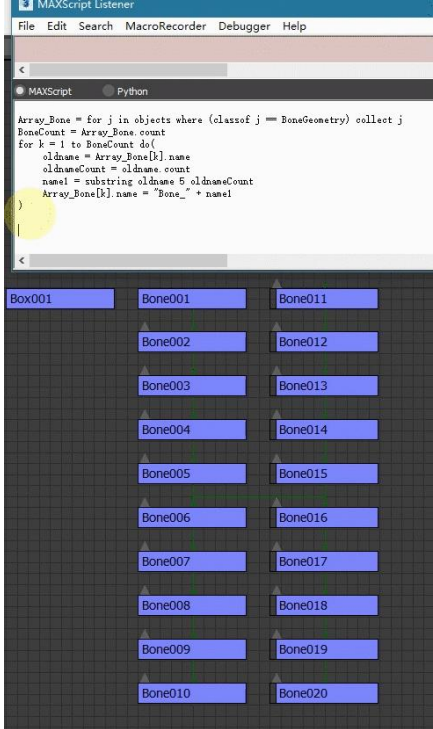 3 MAXScript Listener
File Edit Search MacroRecorder Debugger Help
MAXScript Python
Array_Bone = for j in objects where (classof j == BoneGeometry) collect j
BoneCount = Array_Bone.count
for k = 1 to BoneCount do(
oldname = Array_Bone[k].name
oldnameCount = oldname.count
name1 = substring oldname 5 oldnameCount
Array_Bone[k].name = "Bone_" + name1
)
Box001 Bone001 Bone011
Bone002 Bone012
Bone003 Bone013
Bone004 Bone014
Bone005 Bone015
Bone006 Bone016
Bone007 Bone017
Bone008 Bone018
Bone009 Bone019
Bone010 Bone020